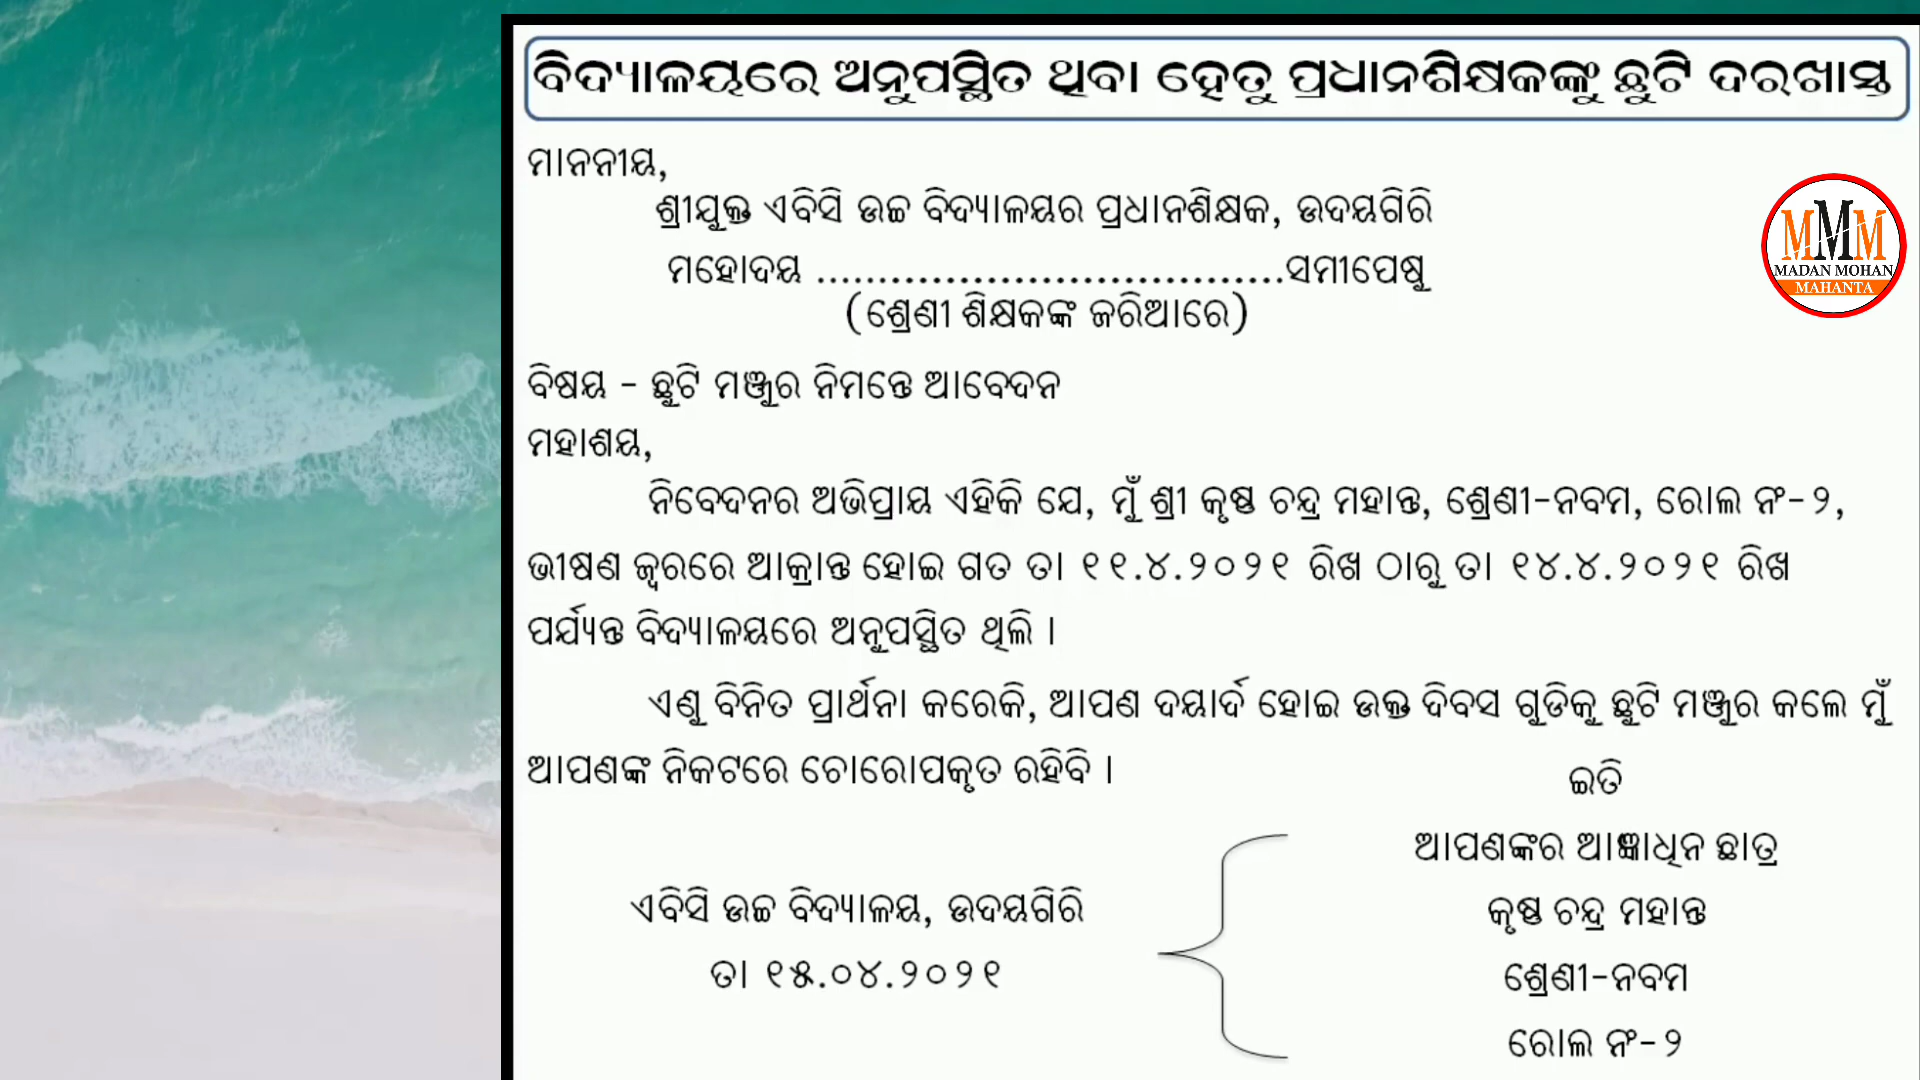 ବିଦ୍ୟାଳୟରେ ଅନୁପସ୍ଥିତ ଥିବା ହେତୁ ପ୍ରଧାନଶିକ୍ଷକଙ୍କୁ ଛୁଟି ଦରଖାସ୍ତ
ମାନନୀୟ,
ଶ୍ରୀଯୁକ୍ତ ଏବିସି ଉଚ୍ଚ ବିଦ୍ୟାଳୟର ପ୍ରଧାନଶିକ୍ଷକ, ଉଦୟଗିରି
ମହୋଦୟ ......................................ସମୀପେଷୁ
(ଶ୍ରେଣୀ ଶିକ୍ଷକଙ୍କ ଜରିଆରେ)
MMM
MADAN MOHAN
MAHANTA
ବିଷୟ - ଛୁଟି ମଞ୍ଜୁର ନିମନ୍ତେ ଆବେଦନ
ମହାଶୟ,
ନିବେଦନର ଅଭିପ୍ରାୟ ଏହିକି ଯେ, ମୁଁ ଶ୍ରୀ କୃଷ୍ଣ ଚନ୍ଦ୍ର ମହାନ୍ତ, ଶ୍ରେଣୀ-ନବମ, ରୋଲ ନଂ-୨,
ଭୀଷଣ ଜ୍ୱରରେ ଆକ୍ରାନ୍ତ ହୋଇ ଗତ ତା ୧୧.୪.୨୦୨୧ ରିଖ ଠାରୁ ତା ୧୪.୪.୨୦୨୧ ରିଖ
ପର୍ଯ୍ୟନ୍ତ ବିଦ୍ୟାଳୟରେ ଅନୁପସ୍ଥିତ ଥିଲି ।
ଏଣୁ ବିନିତ ପ୍ରାର୍ଥନା କରେକି, ଆପଣ ଦୟାର୍ଦ ହୋଇ ଉକ୍ତ ଦିବସ ଗୁଡିକୁ ଛୁଟି ମଞ୍ଜୁର କଲେ ମୁଁ
ଆପଣଙ୍କ ନିକଟରେ ଚୋରୋପକୃତ ରହିବି ।
ଇତି
ଆପଣଙ୍କର ଆଜ୍ଞାଧିନ ଛାତ୍ର
କୃଷ୍ଣ ଚନ୍ଦ୍ର ମହାନ୍ତ
ଶ୍ରେଣୀ-ନବମ
ରୋଲ ନଂ-୨
ଏବିସି ଉଚ୍ଚ ବିଦ୍ୟାଳୟ, ଉଦୟଗିରି
ତା ୧୫.୦୪.୨୦୨୧